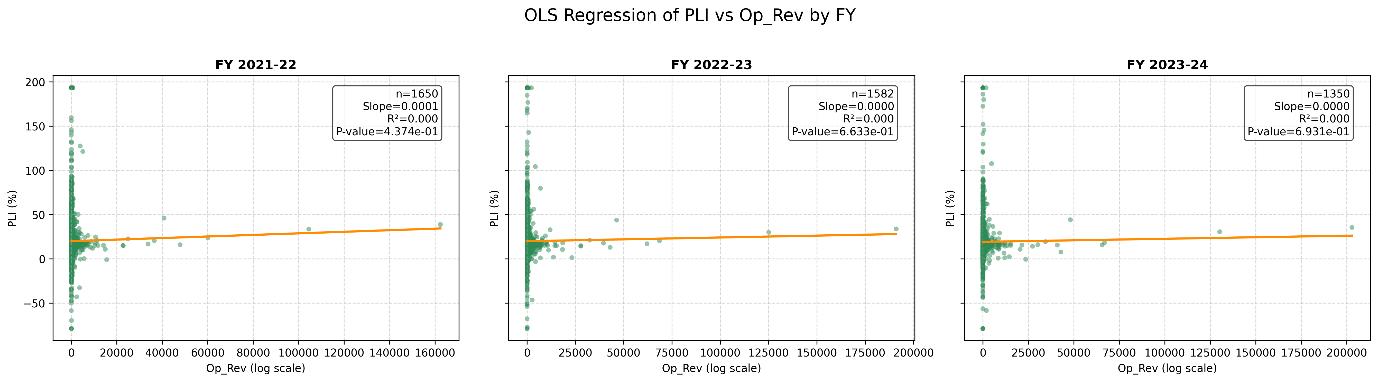 OLS Regression of PLI vs Op_Rev by FY
FY 2021-22
n=1650
Slope=0.0001
R²=0.000
P-value=4.374e-01
PLI (%)
200
150
100
50
0
−50
0 20000 40000 60000 80000 100000 120000 140000 160000
Op_Rev (log scale)
FY 2022-23
n=1582
Slope=0.0000
R²=0.000
P-value=6.633e-01
PLI (%)
0 25000 50000 75000 100000 125000 150000 175000 200000
Op_Rev (log scale)
FY 2023-24
n=1350
Slope=0.0000
R²=0.000
P-value=6.931e-01
PLI (%)
0 25000 50000 75000 100000 125000 150000 175000 200000
Op_Rev (log scale)